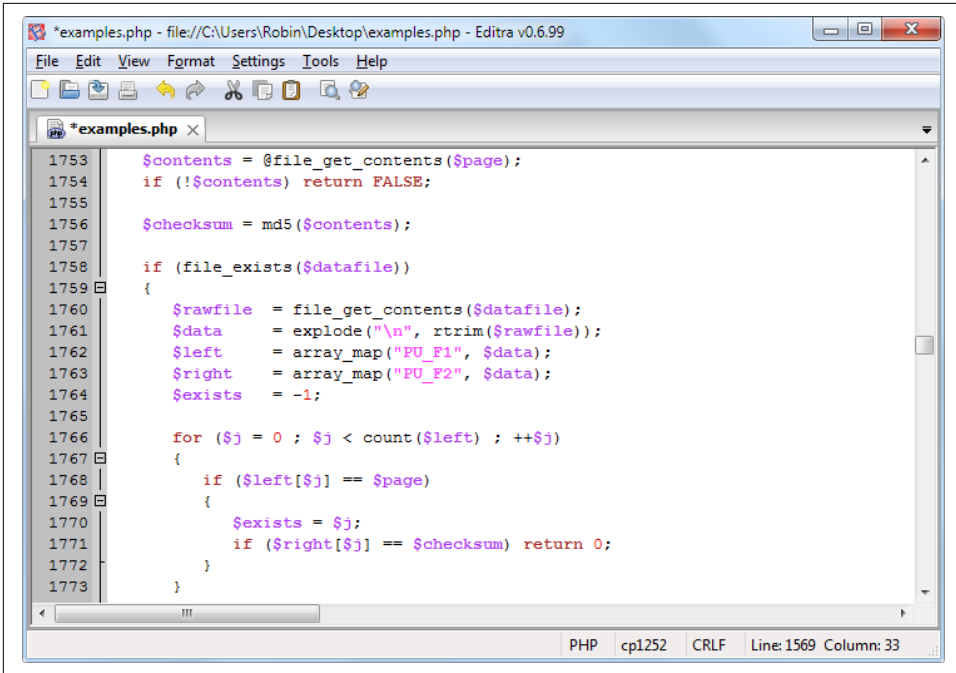 *examples.php - file://C:\Users\Robin\Desktop\examples.php - Editra v0.6.99
File Edit View Format Settings Tools Help
*examples.php
1753 $contents = @file_get_contents($page);
1754 if (!$contents) return FALSE;
1755
1756 $checksum = md5($contents);
1757
1758 if (file_exists($datafile))
1759 {
1760 $rawfile = file_get_contents($datafile);
1761 $data = explode("\n", rtrim($rawfile));
1762 $left = array_map("PU_F1", $data);
1763 $right = array_map("PU_F2", $data);
1764 $exists = -1;
1765
1766 for ($j = 0 ; $j < count($left) ; ++$j)
1767 {
1768 if ($left[$j] == $page)
1769 {
1770 $exists = $j;
1771 if ($right[$j] == $checksum) return 0;
1772 }
1773 }
PHP cp1252 CRLF Line: 1569 Column: 33